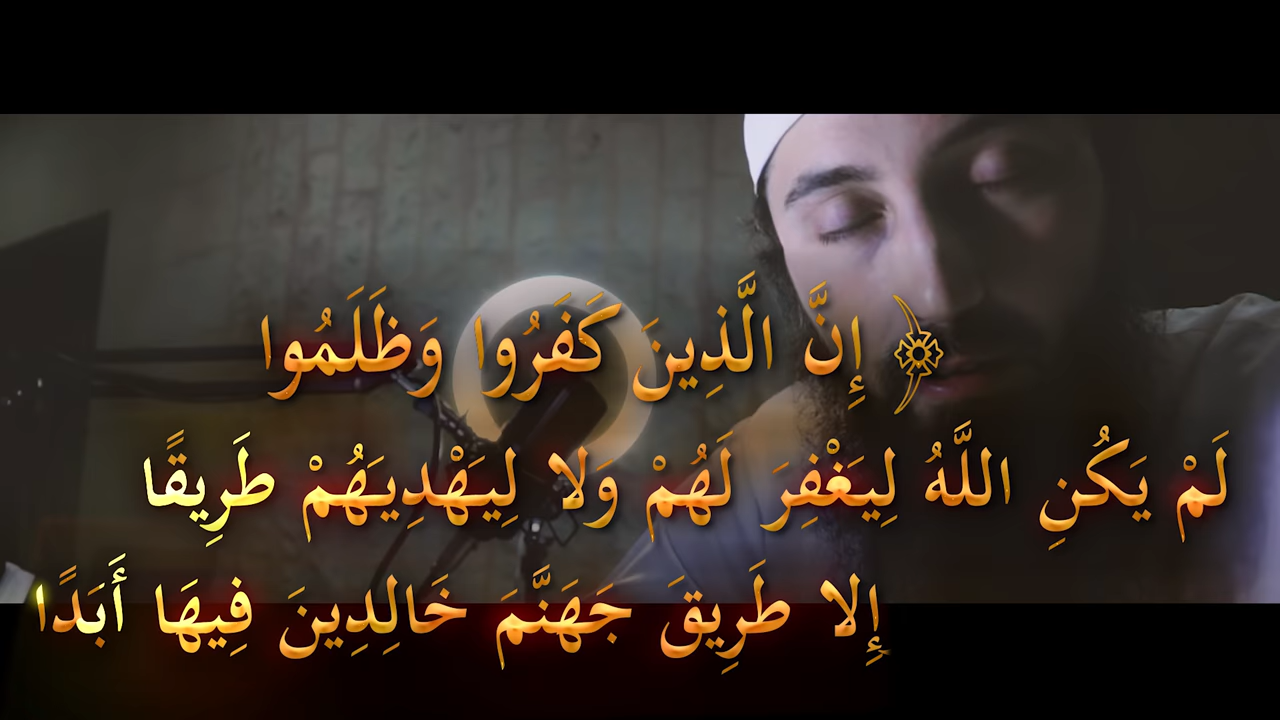 ﴿ إِنَّ الَّذِينَ كَفَرُوا وَظَلَمُوا
لَمْ يَكُنِ اللَّهُ لِيَغْفِرَ لَهُمْ وَلا لِيَهْدِيَهُمْ طَرِيقًا
إِلا طَرِيقَ جَهَنَّمَ خَالِدِينَ فِيهَا أَبَدًا